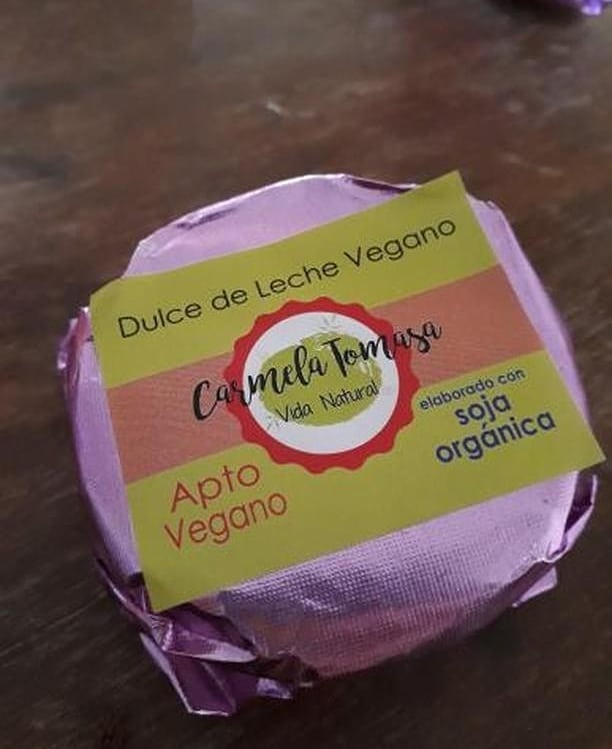 Dulce de Leche Vegano
Carmela Tomasa
Vida Natural
elaborado con
soja
orgánica
Apto
Vegano